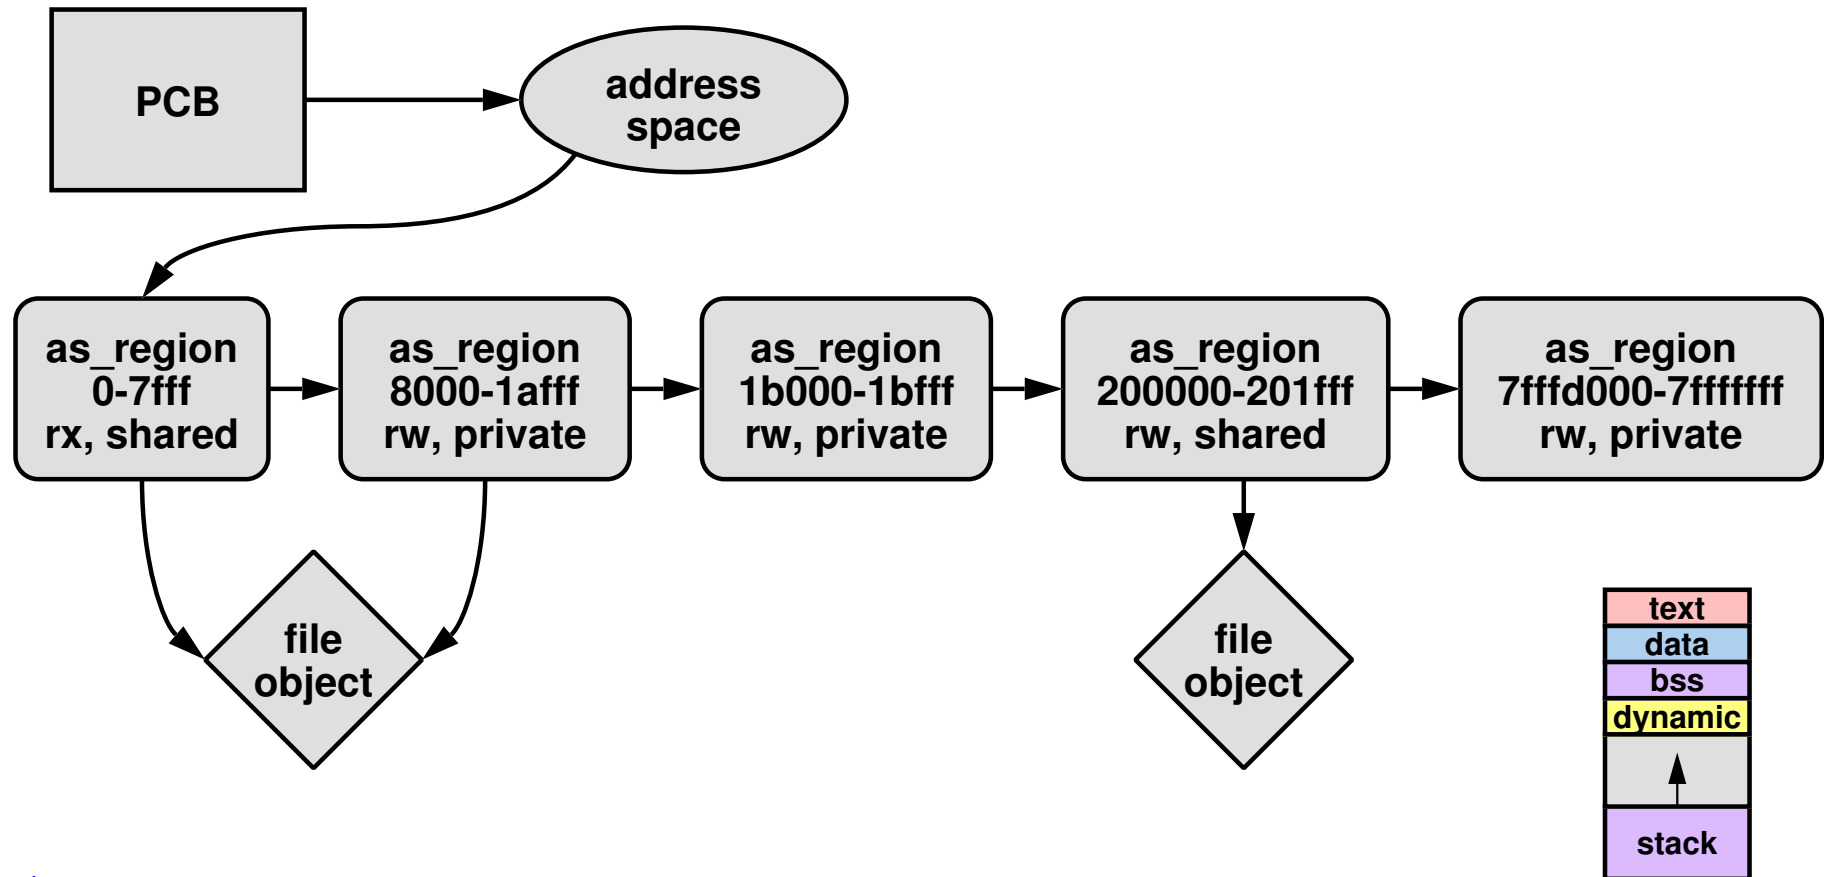 PCB
address
space
as_region
0-7fff
rx, shared
as_region
8000-1afff
rw, private
as_region
1b000-1bfff
rw, private
as_region
200000-201fff
rw, shared
as_region
7fffd000-7fffffff
rw, private
file
object
file
object
text
data
bss
dynamic
stack